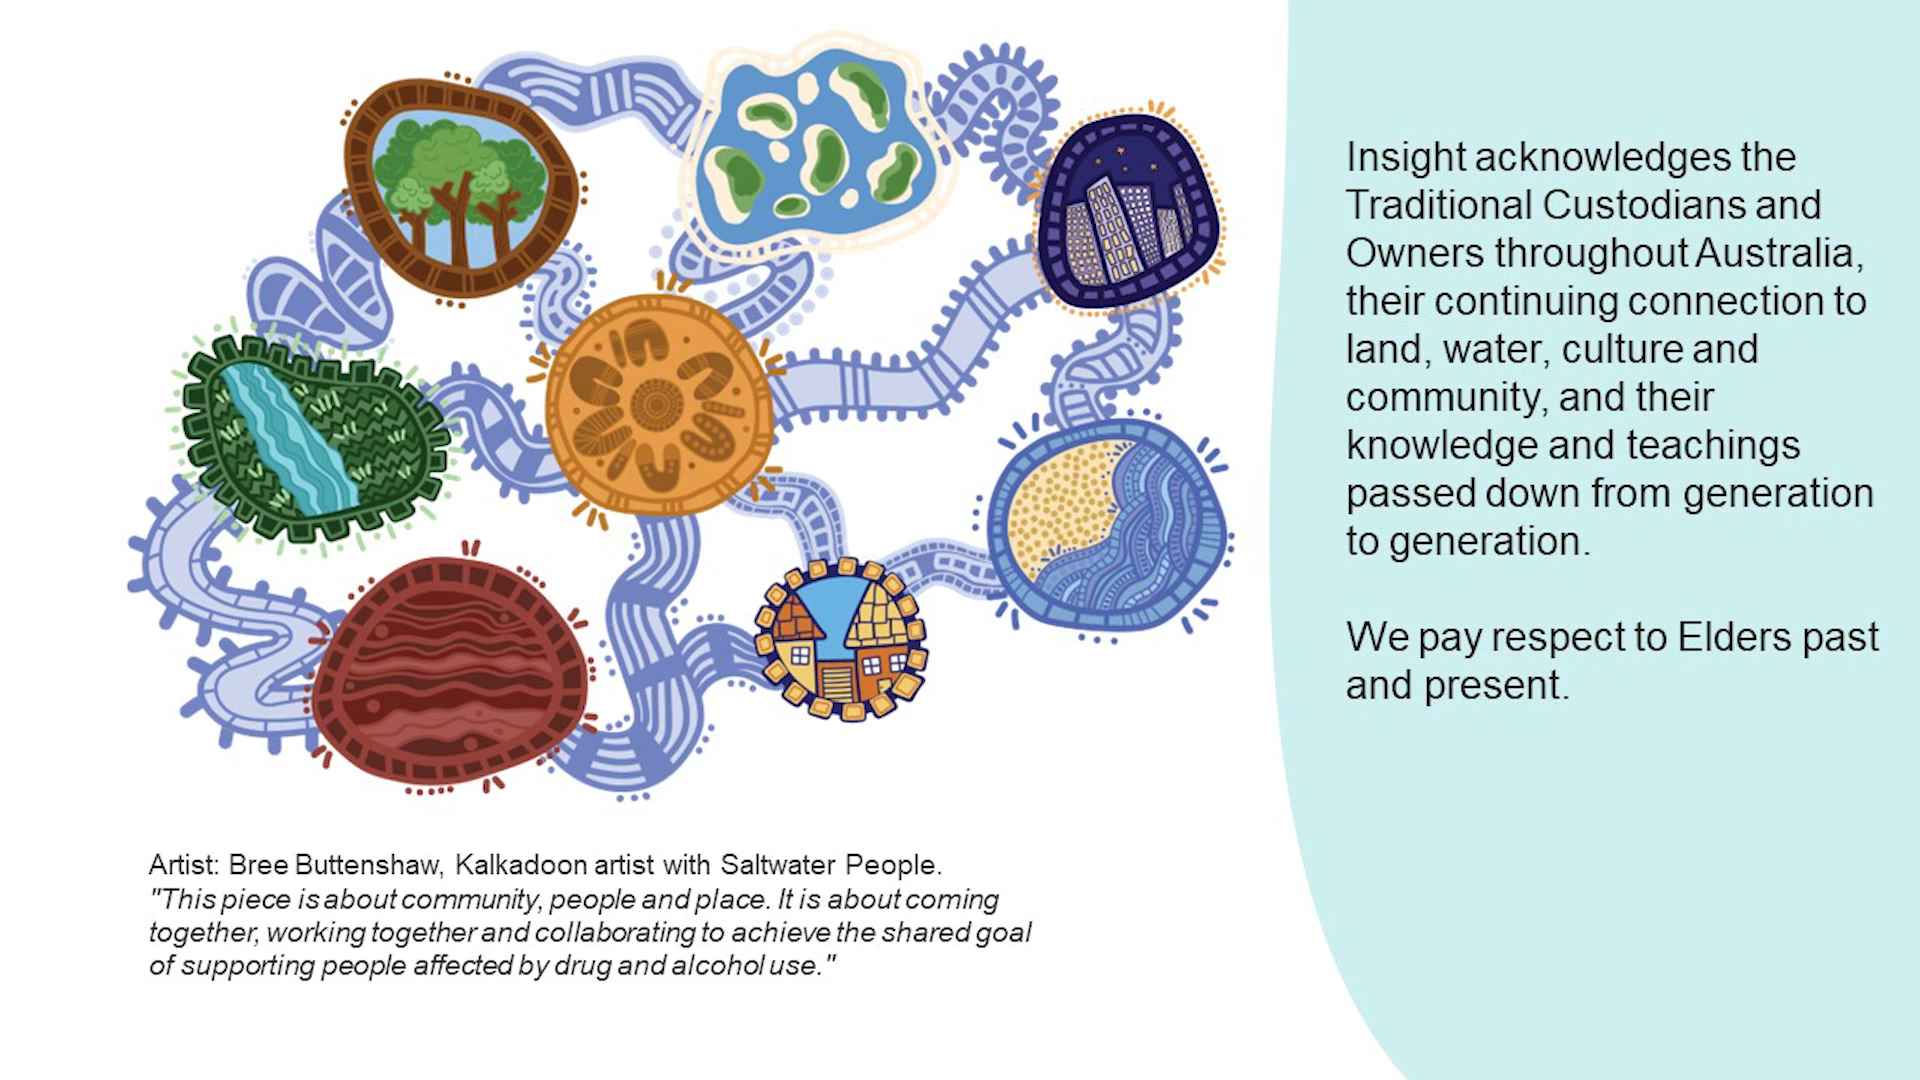 Insight acknowledges the
Traditional Custodians and
Owners throughout Australia,
their continuing connection to
land, water, culture and
community, and their
knowledge and teachings
passed down from generation
to generation.
We pay respect to Elders past
and present.
Artist: Bree Buttenshaw, Kalkadoon artist with Saltwater People.
"This piece is about community, people and place. It is about coming
together, working together and collaborating to achieve the shared goal
of supporting people affected by drug and alcohol use."